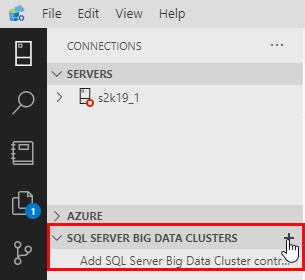 File Edit View Help
CONNECTIONS ...
SERVERS
s2k19_1
1
AZURE
SQL SERVER BIG DATA CLUSTERS
Add SQL Server Big Data Cluster contr...